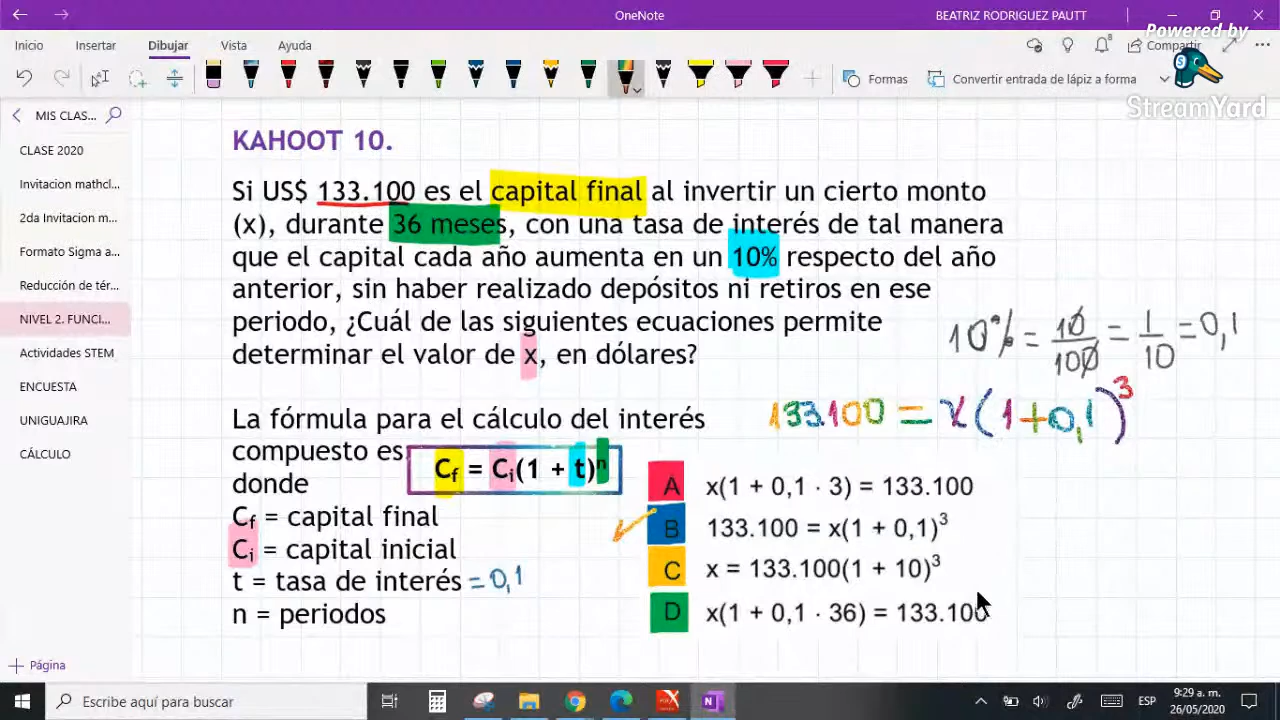 OneNote
BEATRIZ RODRIGUEZ PAUTT
Powered by
StreamYard
Inicio Insertar Dibujar Vista Ayuda
8 Compartir
Formas Convertir entrada de lápiz a forma
MIS CLAS...
CLASE 2020
Invitacion mathcl...
2da Invitacion m...
Formato Sigma a...
Reducción de tér...
NIVEL 2. FUNCI...
Actividades STEM
ENCUESTA
UNIGUAJIRA
CÁLCULO
Página
KAHOOT 10.
Si US$ 133.100 es el capital final al invertir un cierto monto
(x), durante 36 meses, con una tasa de interés de tal manera
que el capital cada año aumenta en un 10% respecto del año
anterior, sin haber realizado depósitos ni retiros en ese
periodo, ¿Cuál de las siguientes ecuaciones permite
determinar el valor de x, en dólares?
10% = 10/100 = 1/10 = 0,1
133.100 = x(1+0,1)³
La fórmula para el cálculo del interés
compuesto es
Cf = Ci(1 + t)ⁿ
donde
Cf = capital final
Ci = capital inicial
t = tasa de interés = 0,1
n = periodos
A x(1 + 0,1 · 3) = 133.100
B 133.100 = x(1 + 0,1)³
C x = 133.100(1 + 10)³
D x(1 + 0,1 · 36) = 133.100
Escribe aquí para buscar
ESP
9:29 a. m.
26/05/2020